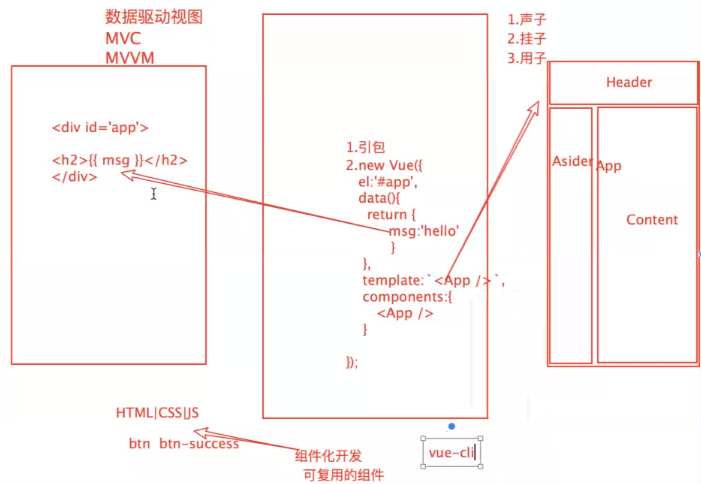 数据驱动视图
MVC
MVVM
<div id='app'>
<h2>{{ msg }}</h2>
</div>
1.引包
2.new Vue({
el:'#app',
data(){
return {
msg:'hello'
}
},
template:`<App />`,
components:{
<App />
}
});
1.声子
2.挂子
3.用子
Header
Asider
App
Content
HTML|CSS|JS
btn btn-success
组件化开发
可复用的组件
vue-cli